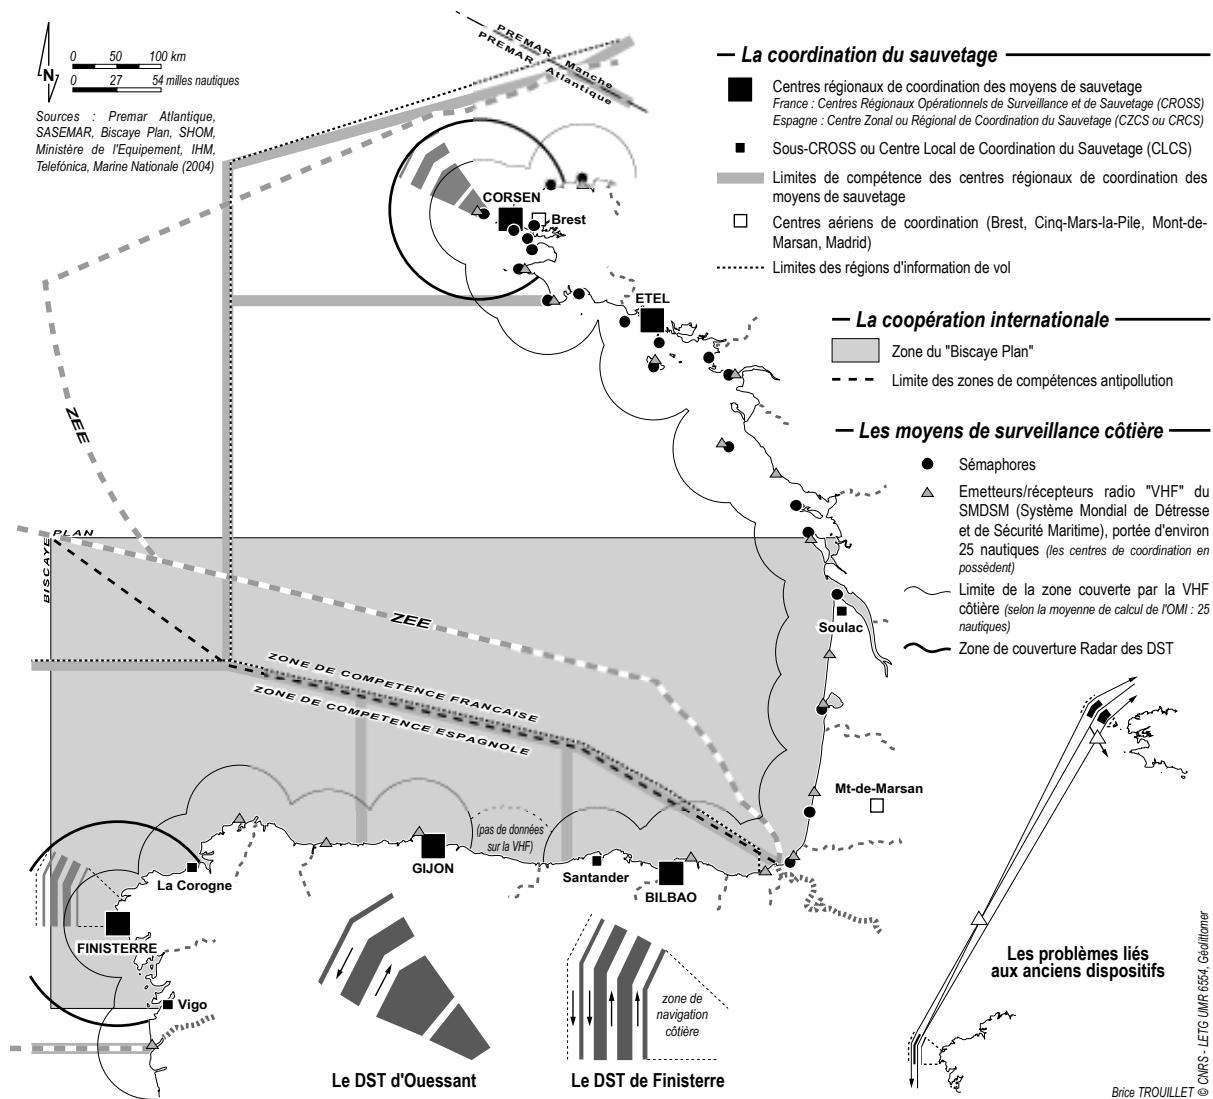 PREMAR Manche
PREMAR Atlantique
N
0 50 100 km
0 27 54 milles nautiques
Sources : Premar Atlantique,
SASEMAR, Biscaye Plan, SHOM,
Ministère de l'Equipement, IHM,
Telefónica, Marine Nationale (2004)
La coordination du sauvetage
Centres régionaux de coordination des moyens de sauvetage
France : Centres Régionaux Opérationnels de Surveillance et de Sauvetage (CROSS)
Espagne : Centre Zonal ou Régional de Coordination du Sauvetage (CZCS ou CRCS)
Sous-CROSS ou Centre Local de Coordination du Sauvetage (CLCS)
Limites de compétence des centres régionaux de coordination des
moyens de sauvetage
Centres aériens de coordination (Brest, Cinq-Mars-la-Pile, Mont-de-
Marsan, Madrid)
Limites des régions d'information de vol
La coopération internationale
Zone du "Biscaye Plan"
Limite des zones de compétences antipollution
Les moyens de surveillance côtière
Sémaphores
Emetteurs/récepteurs radio "VHF" du
SMDSM (Système Mondial de Détresse
et de Sécurité Maritime), portée d'environ
25 nautiques (les centres de coordination en
possèdent)
Limite de la zone couverte par la VHF
côtière (selon la moyenne de calcul de l'OMI : 25
nautiques)
Zone de couverture Radar des DST
CORSEN
Brest
ETEL
ZEE
PLAN
BISCAYE
ZEE
Soulac
ZONE DE COMPETENCE FRANCAISE
ZONE DE COMPETENCE ESPAGNOLE
Mt-de-Marsan
(pas de données
sur la VHF)
GIJON
Santander
BILBAO
La Corogne
FINISTERRE
Vigo
zone de
navigation
côtière
Le DST d'Ouessant
Le DST de Finisterre
Les problèmes liés
aux anciens dispositifs
Brice TROUILLET
© CNRS - LETG UMR 6554, Géolittomer